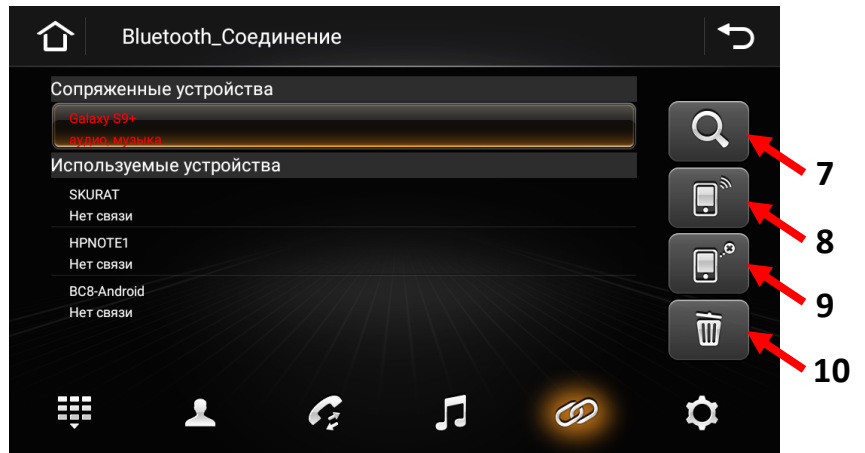 Bluetooth_Соединение
Сопряженные устройства
Galaxy S9+
аудио, музыка
Используемые устройства
SKURAT
Нет связи
HPNOTE1
Нет связи
BC8-Android
Нет связи
7
8
9
10